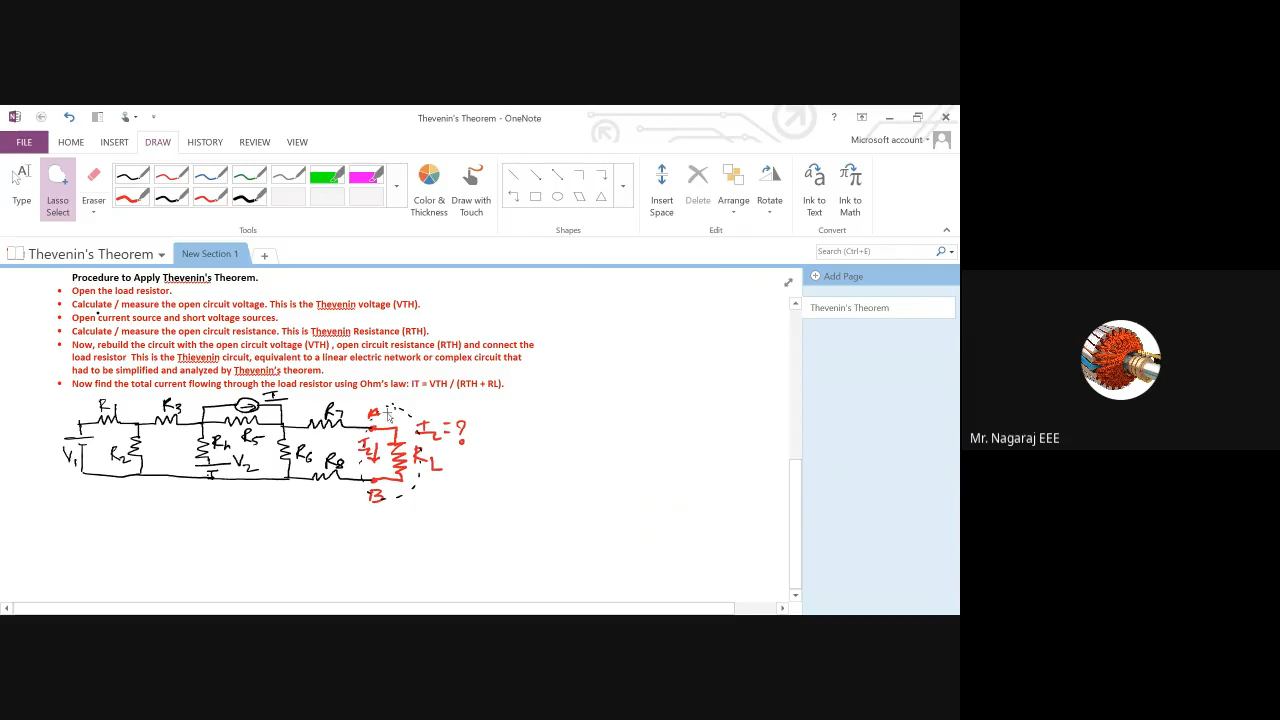 Thevenin's Theorem - OneNote
FILE HOME INSERT DRAW HISTORY REVIEW VIEW
Microsoft account
Type Lasso Select Eraser Color & Thickness Draw with Touch Insert Space Delete Arrange Rotate Ink to Text Ink to Math
Tools Shapes Edit Convert
Thevenin's Theorem New Section 1 Search (Ctrl+E)
Add Page
Thevenin's Theorem
Procedure to Apply Thevenin's Theorem.
• Open the load resistor.
• Calculate / measure the open circuit voltage. This is the Thevenin voltage (VTH).
• Open current source and short voltage sources.
• Calculate / measure the open circuit resistance. This is Thevenin Resistance (RTH).
• Now, rebuild the circuit with the open circuit voltage (VTH) , open circuit resistance (RTH) and connect the
load resistor This is the Thievenin circuit, equivalent to a linear electric network or complex circuit that
had to be simplified and analyzed by Thevenin's theorem.
• Now find the total current flowing through the load resistor using Ohm's law: IT = VTH / (RTH + RL).
R1 R3 I R7 A
R5 IL = ?
V1 R2 R4 V2 R6 R8 IL RL
B
Mr. Nagaraj EEE